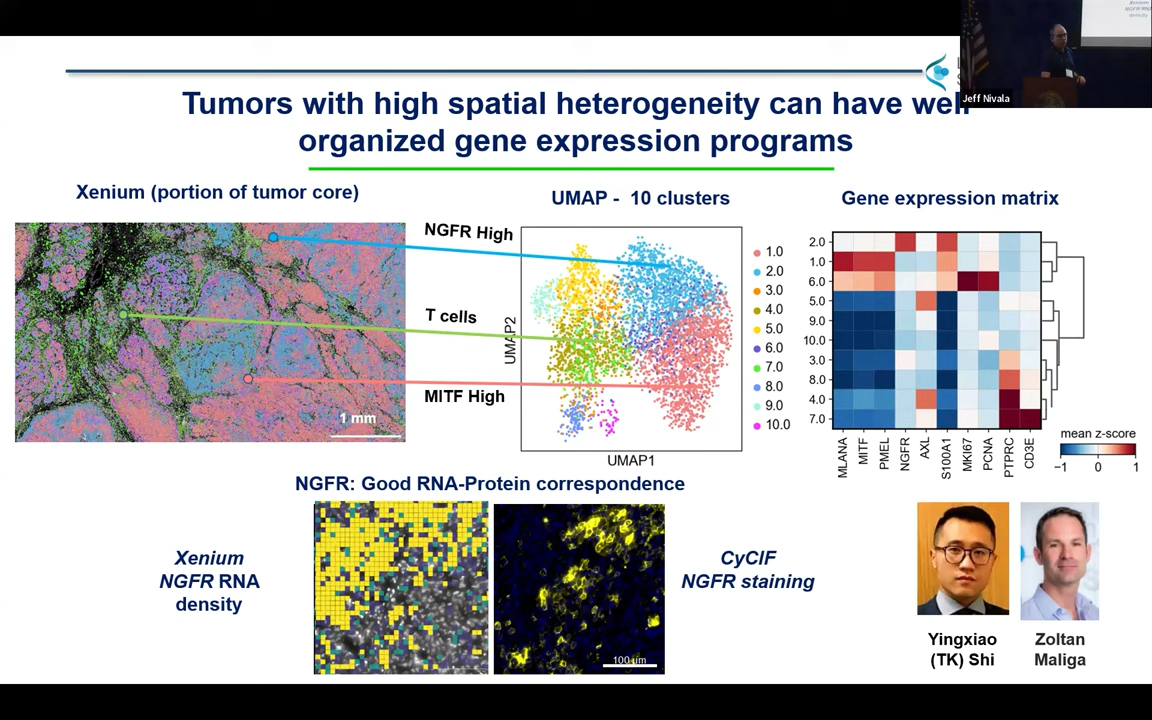 Tumors with high spatial heterogeneity can have well
organized gene expression programs
Jeff Nivala
Xenium (portion of tumor core)
1 mm
NGFR High
T cells
MITF High
UMAP - 10 clusters
UMAP2
UMAP1
1.0
2.0
3.0
4.0
5.0
6.0
7.0
8.0
9.0
10.0
Gene expression matrix
2.0
1.0
6.0
5.0
9.0
10.0
3.0
8.0
4.0
7.0
MLANA
MITF
PMEL
NGFR
AXL
S100A1
MKI67
PCNA
PTPRC
CD3E
mean z-score
−1 0 1
NGFR: Good RNA-Protein correspondence
Xenium
NGFR RNA
density
100 µm
CyCIF
NGFR staining
Yingxiao
(TK) Shi
Zoltan
Maliga